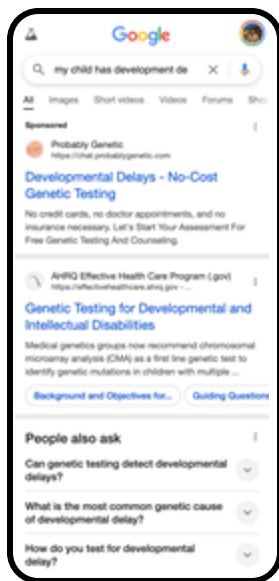 Google
my child has development de
All Images Short videos Videos Forums Sho
Sponsored
Probably Genetic
https://chat.probablygenetic.com
Developmental Delays - No-Cost
Genetic Testing
No credit cards, no doctor appointments, and no
insurance necessary. Let's Start Your Assessment For
Free Genetic Testing And Counseling.
AHRQ Effective Health Care Program (.gov)
https://effectivehealthcare.ahrq.gov › ...
Genetic Testing for Developmental and
Intellectual Disabilities
Medical genetics groups now recommend chromosomal
microarray analysis (CMA) as a first line genetic test to
identify genetic mutations in children with multiple ...
Background and Objectives for... Guiding Questions
People also ask
Can genetic testing detect developmental
delays?
What is the most common genetic cause
of developmental delay?
How do you test for developmental
delay?